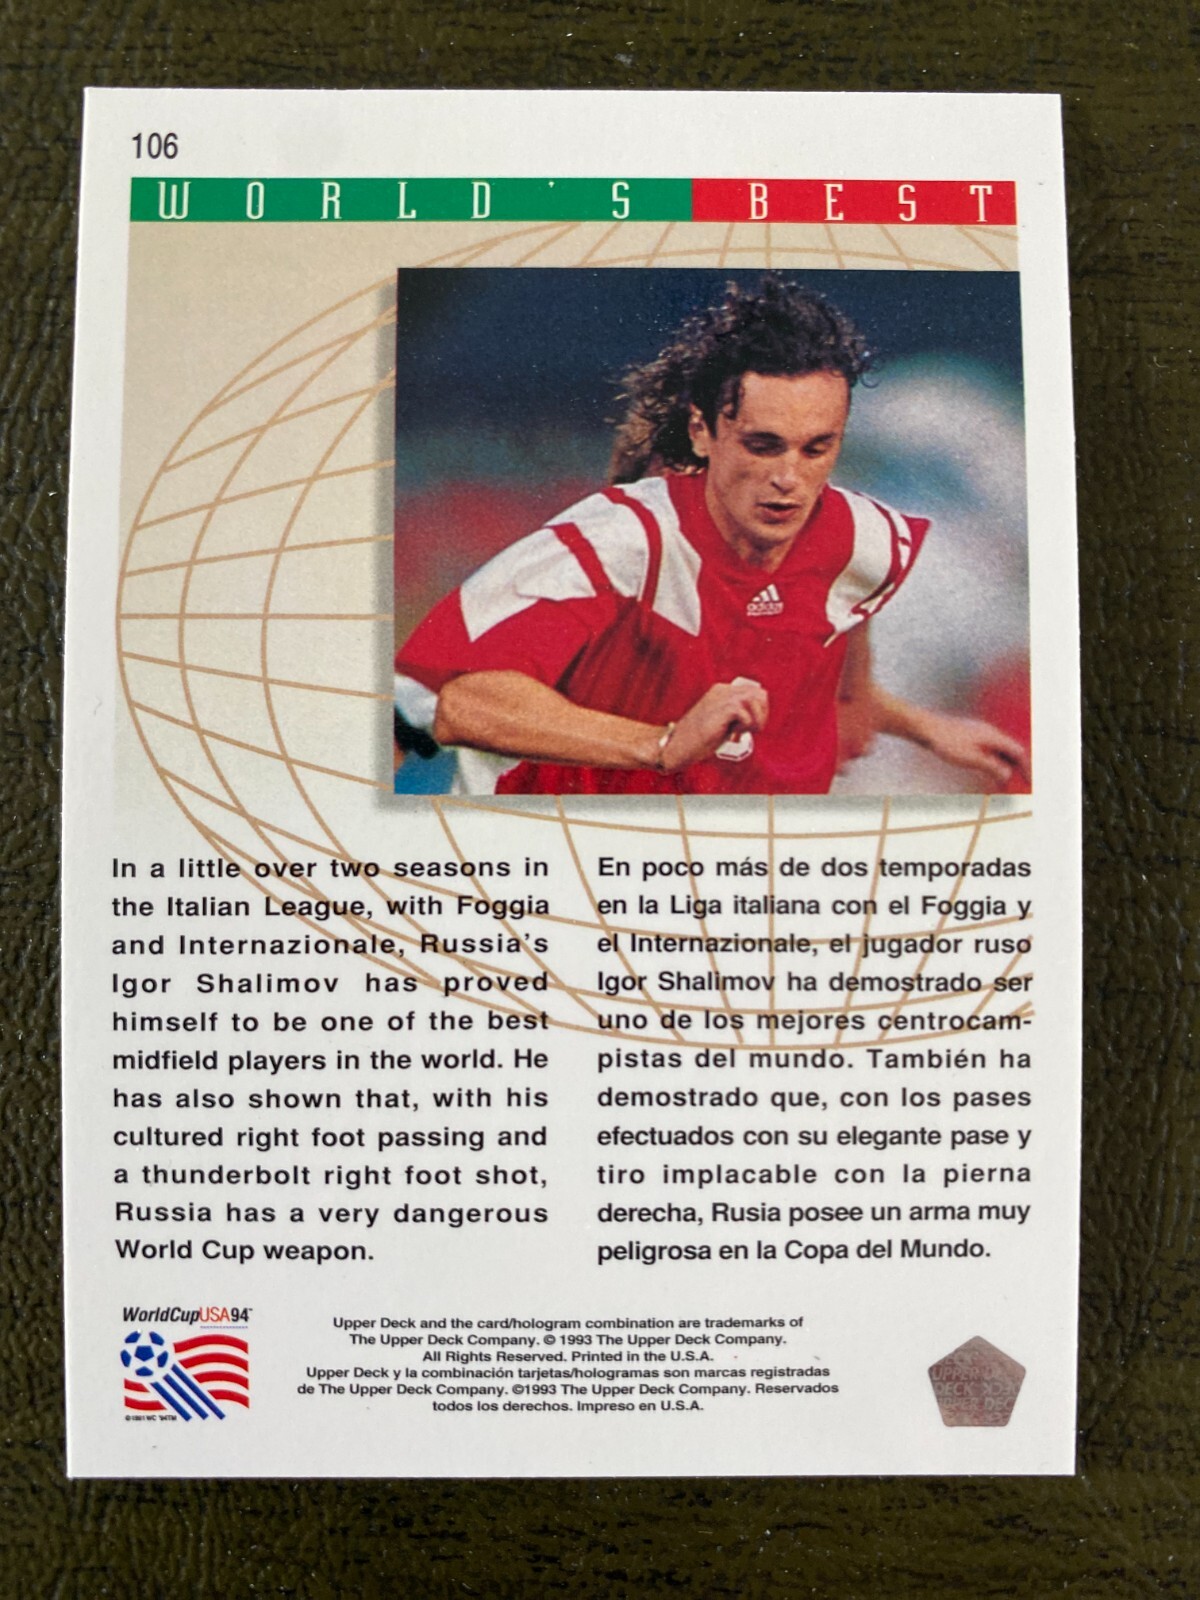 106
WORLD'S BEST
adidas
In a little over two seasons in
the Italian League, with Foggia
and Internazionale, Russia's
Igor Shalimov has proved
himself to be one of the best
midfield players in the world. He
has also shown that, with his
cultured right foot passing and
a thunderbolt right foot shot,
Russia has a very dangerous
World Cup weapon.
En poco más de dos temporadas
en la Liga italiana con el Foggia y
el Internazionale, el jugador ruso
Igor Shalimov ha demostrado ser
uno de los mejores centrocam-
pistas del mundo. También ha
demostrado que, con los pases
efectuados con su elegante pase y
tiro implacable con la pierna
derecha, Rusia posee un arma muy
peligrosa en la Copa del Mundo.
WorldCupUSA94™
Upper Deck and the card/hologram combination are trademarks of
The Upper Deck Company. © 1993 The Upper Deck Company.
All Rights Reserved. Printed in the U.S.A.
Upper Deck y la combinación tarjetas/hologramas son marcas registradas
de The Upper Deck Company. ©1993 The Upper Deck Company. Reservados
todos los derechos. Impreso en U.S.A.
UPPER
DECK
UPPER DEC